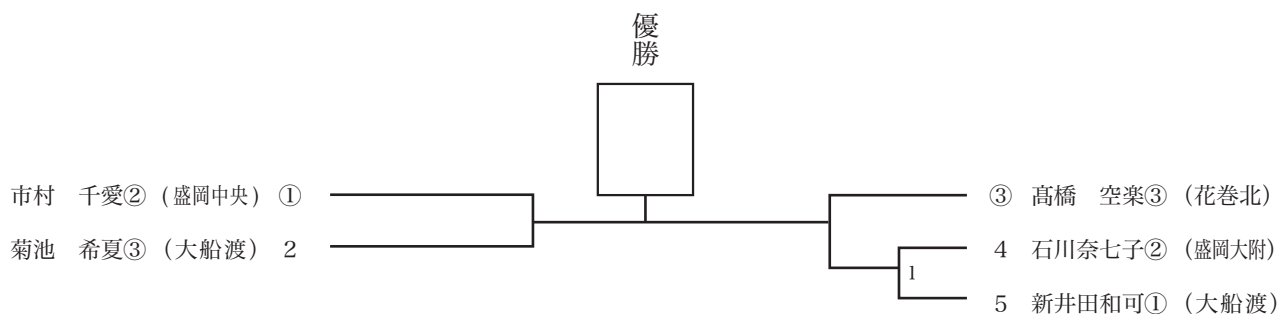 優勝
市村　千愛②（盛岡中央）①
菊池　希夏③（大船渡）2
③　髙橋　空楽③（花巻北）
4　石川奈七子②（盛岡大附）
1
5　新井田和可①（大船渡）